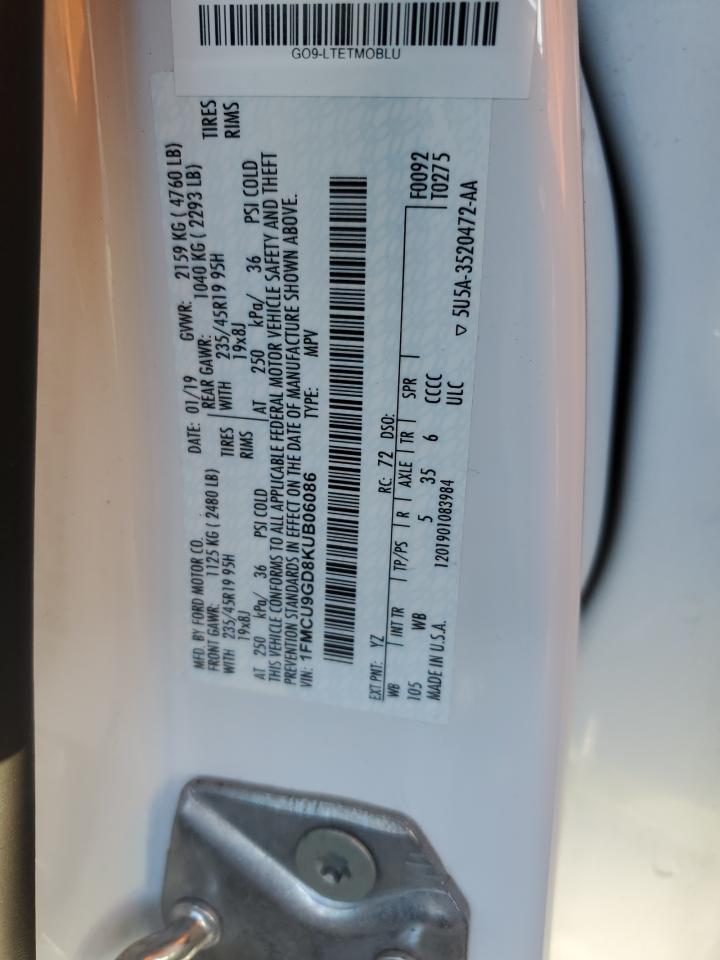 GO9-LTETMOBLU
MFD. BY FORD MOTOR CO.
DATE: 01/19 GVWR: 2159 KG ( 4760 LB)
FRONT GAWR: 1125 KG ( 2480 LB) REAR GAWR: 1040 KG ( 2293 LB)
WITH 235/45R19 95H TIRES WITH 235/45R19 95H TIRES
19x8J RIMS 19x8J RIMS
AT 250 kPa/ 36 PSI COLD AT 250 kPa/ 36 PSI COLD
THIS VEHICLE CONFORMS TO ALL APPLICABLE FEDERAL MOTOR VEHICLE SAFETY AND THEFT
PREVENTION STANDARDS IN EFFECT ON THE DATE OF MANUFACTURE SHOWN ABOVE.
VIN: 1FMCU9GD8KUB06086 TYPE: MPV
EXT PNT: YZ RC: 72 DSO:
WB INT TR TP/PS R AXLE TR SPR F0092
T0275
105 WB 5 35 6 CCCC
ULC
MADE IN U.S.A. 1201901083984
▽ 5U5A-3520472-AA